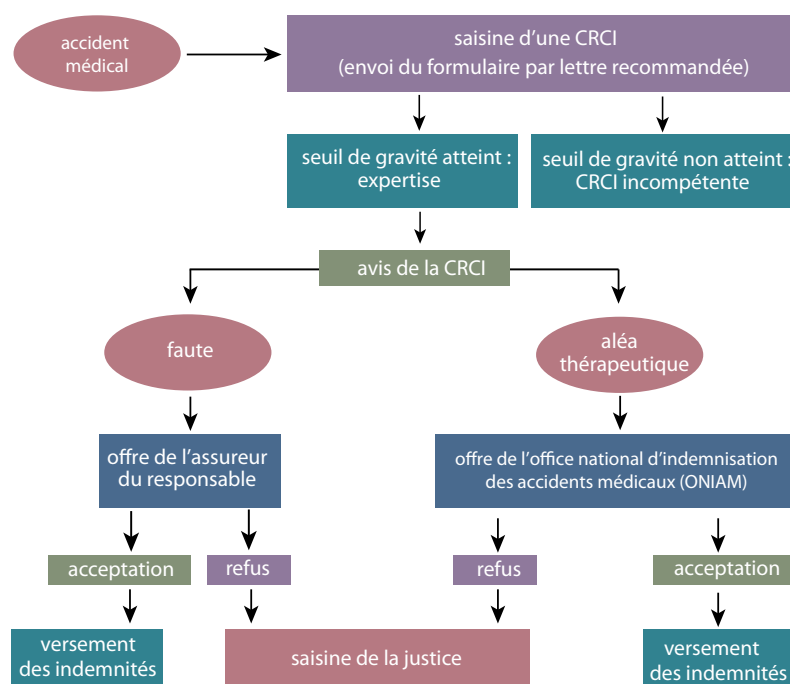 accident
médical
saisine d’une CRCI
(envoi du formulaire par lettre recommandée)
seuil de gravité atteint :
expertise
seuil de gravité non atteint :
CRCI incompétente
avis de la CRCI
faute
aléa
thérapeutique
offre de l’assureur
du responsable
offre de l’office national d’indemnisation
des accidents médicaux (ONIAM)
acceptation
refus
refus
acceptation
versement
des indemnités
saisine de la justice
versement
des indemnités